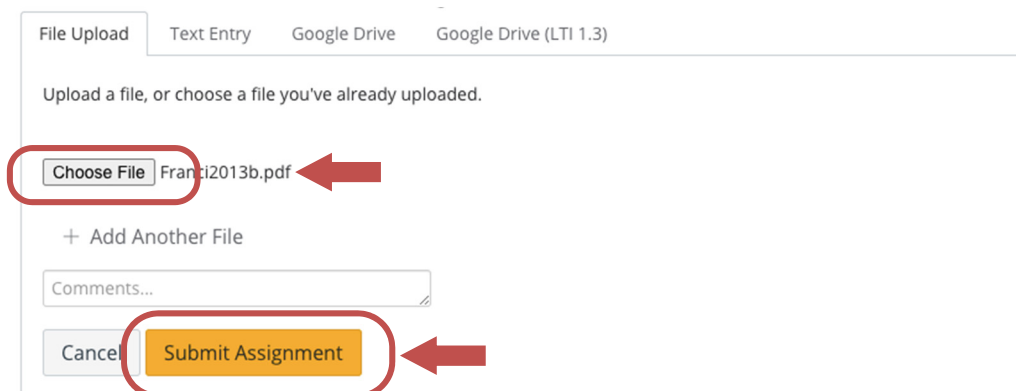 File Upload Text Entry Google Drive Google Drive (LTI 1.3)
Upload a file, or choose a file you've already uploaded.
Choose File Franci2013b.pdf
+ Add Another File
Comments...
Cancel Submit Assignment